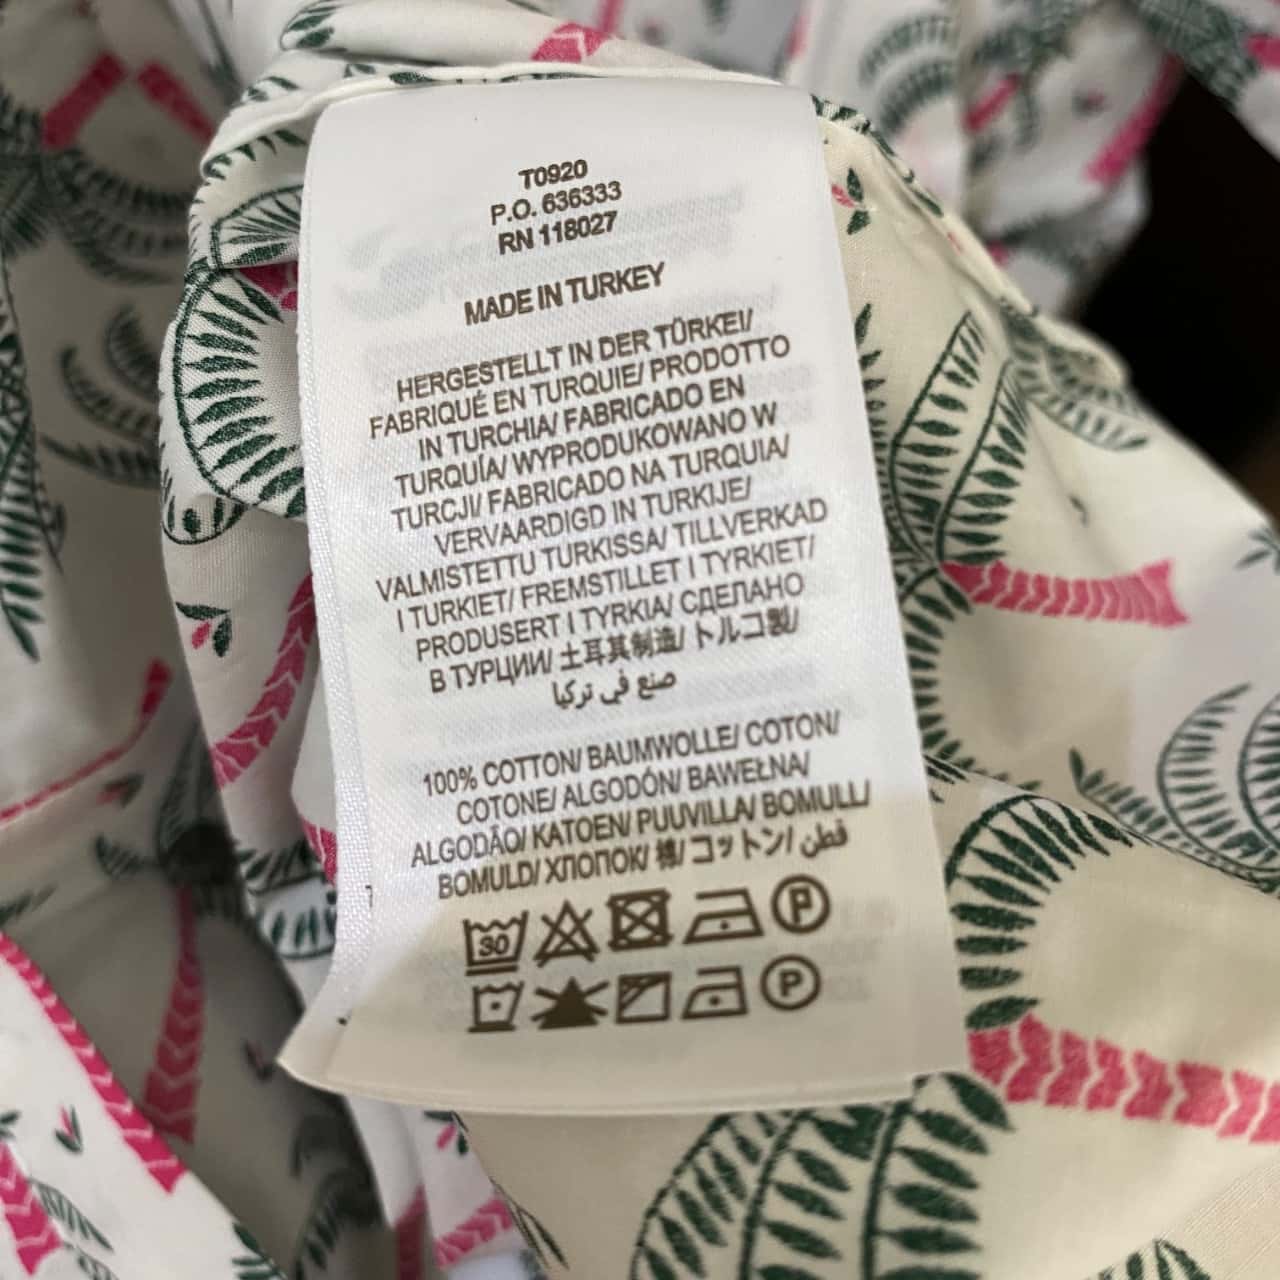 T0920
P.O. 636333
RN 118027
MADE IN TURKEY
HERGESTELLT IN DER TÜRKEI/
FABRIQUÉ EN TURQUIE/ PRODOTTO
IN TURCHIA/ FABRICADO EN
TURQUÍA/ WYPRODUKOWANO W
TURCJI/ FABRICADO NA TURQUIA/
VERVAARDIGD IN TURKIJE/
VALMISTETTU TURKISSA/ TILLVERKAD
I TURKIET/ FREMSTILLET I TYRKIET/
PRODUSERT I TYRKIA/ СДЕЛАНО
В ТУРЦИИ/ 土耳其制造/ トルコ製/
صنع في تركيا
100% COTTON/ BAUMWOLLE/ COTON/
COTONE/ ALGODÓN/ BAWEŁNA/
ALGODÃO/ KATOEN/ PUUVILLA/ BOMULL/
BOMULD/ ХЛОПОК/ 棉/ コットン/ قطن
30 P
P